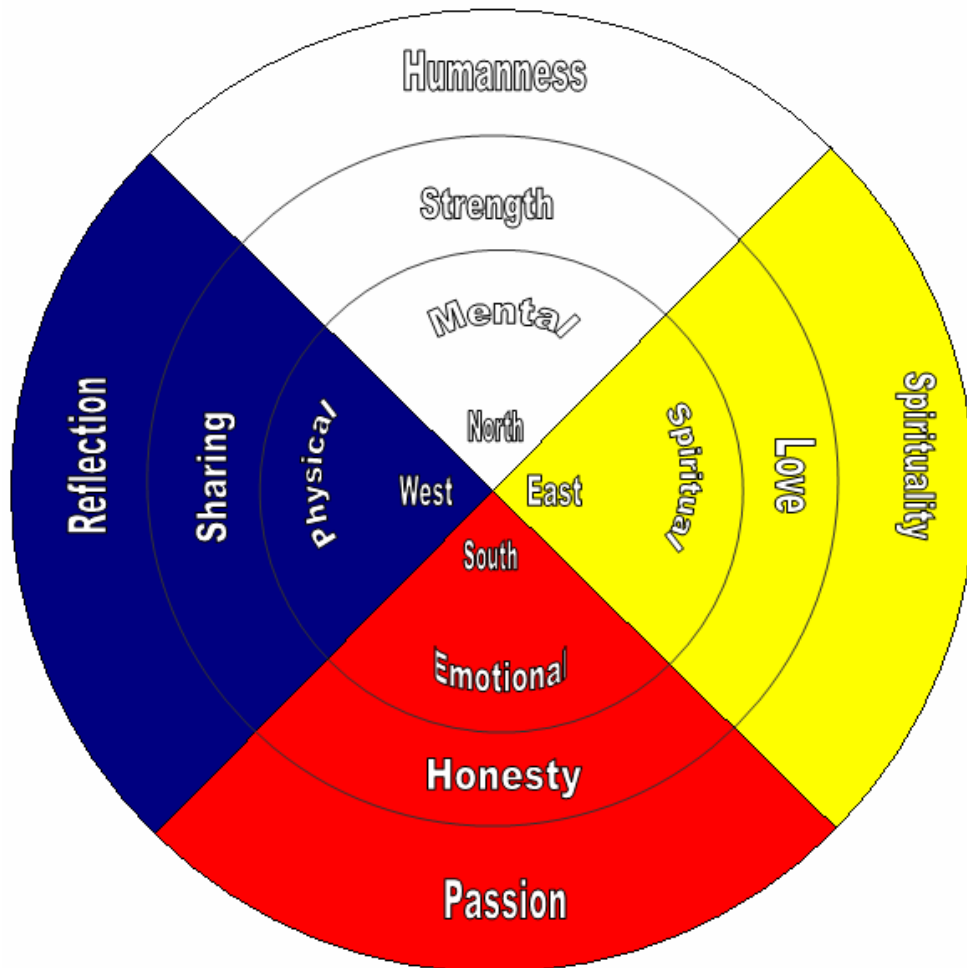 Humanness
Strength
Mental
North
Reflection
Sharing
Physical
West
East
Spiritual
Love
Spirituality
South
Emotional
Honesty
Passion